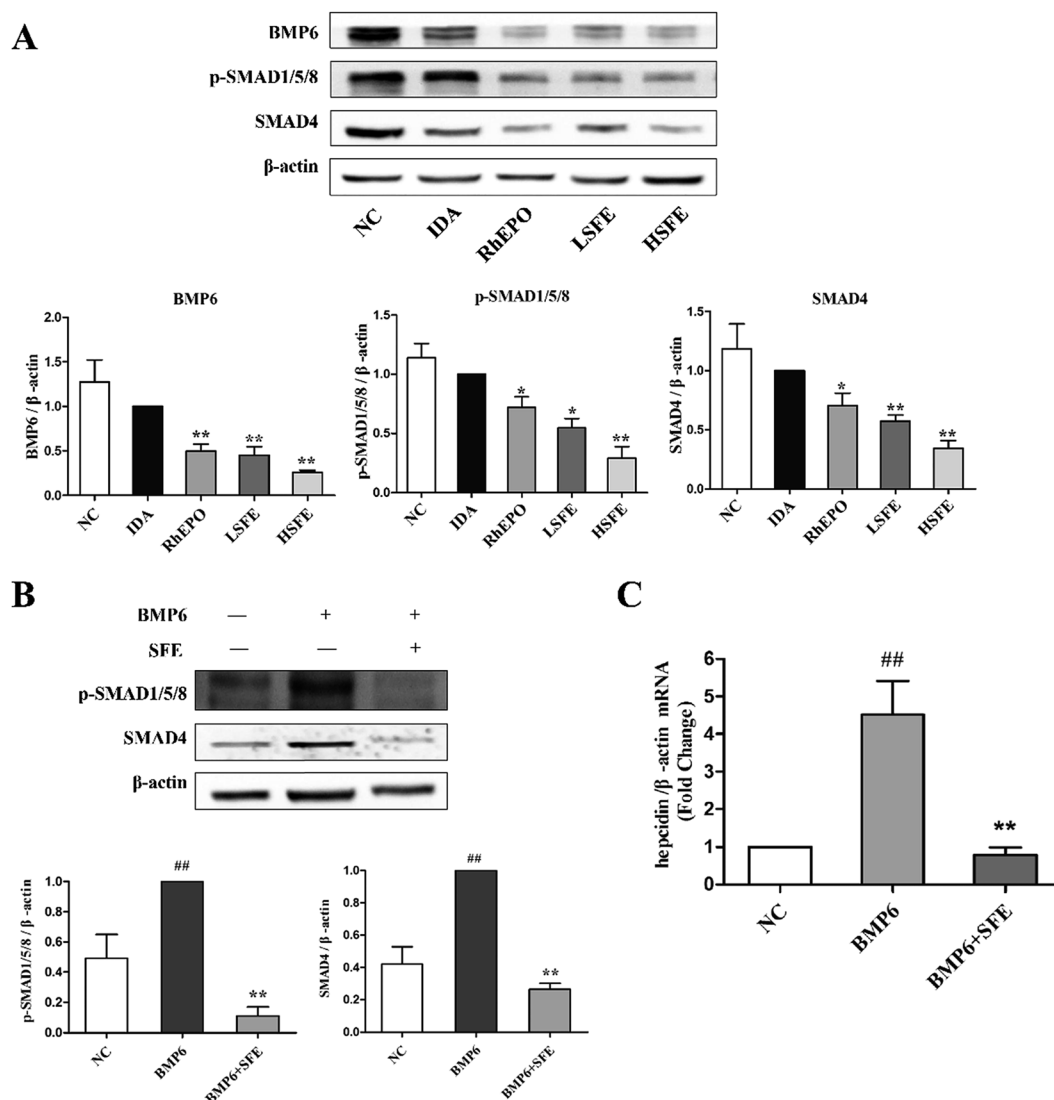 A
BMP6
p-SMAD1/5/8
SMAD4
β-actin
NC IDA RhEPO LSFE HSFE
BMP6
BMP6 / β -actin
2.0
1.5
1.0
0.5
0.0
** ** **
NC IDA RhEPO LSFE HSFE
p-SMAD1/5/8
p-SMAD1/5/8 / β -actin
1.5
1.0
0.5
0.0
* * **
NC IDA RhEPO LSFE HSFE
SMAD4
SMAD4 / β -actin
1.5
1.0
0.5
0.0
* ** **
NC IDA RhEPO LSFE HSFE
B
BMP6 — + +
SFE — — +
p-SMAD1/5/8
SMAD4
β-actin
p-SMAD1/5/8 / β -actin
1.0
0.8
0.6
0.4
0.2
0.0
##
**
NC BMP6 BMP6+SFE
SMAD4 / β -actin
1.0
0.8
0.6
0.4
0.2
0.0
##
**
NC BMP6 BMP6+SFE
C
hepcidin /β -actin mRNA
(Fold Change)
6
5
4
3
2
1
0
##
**
NC BMP6 BMP6+SFE